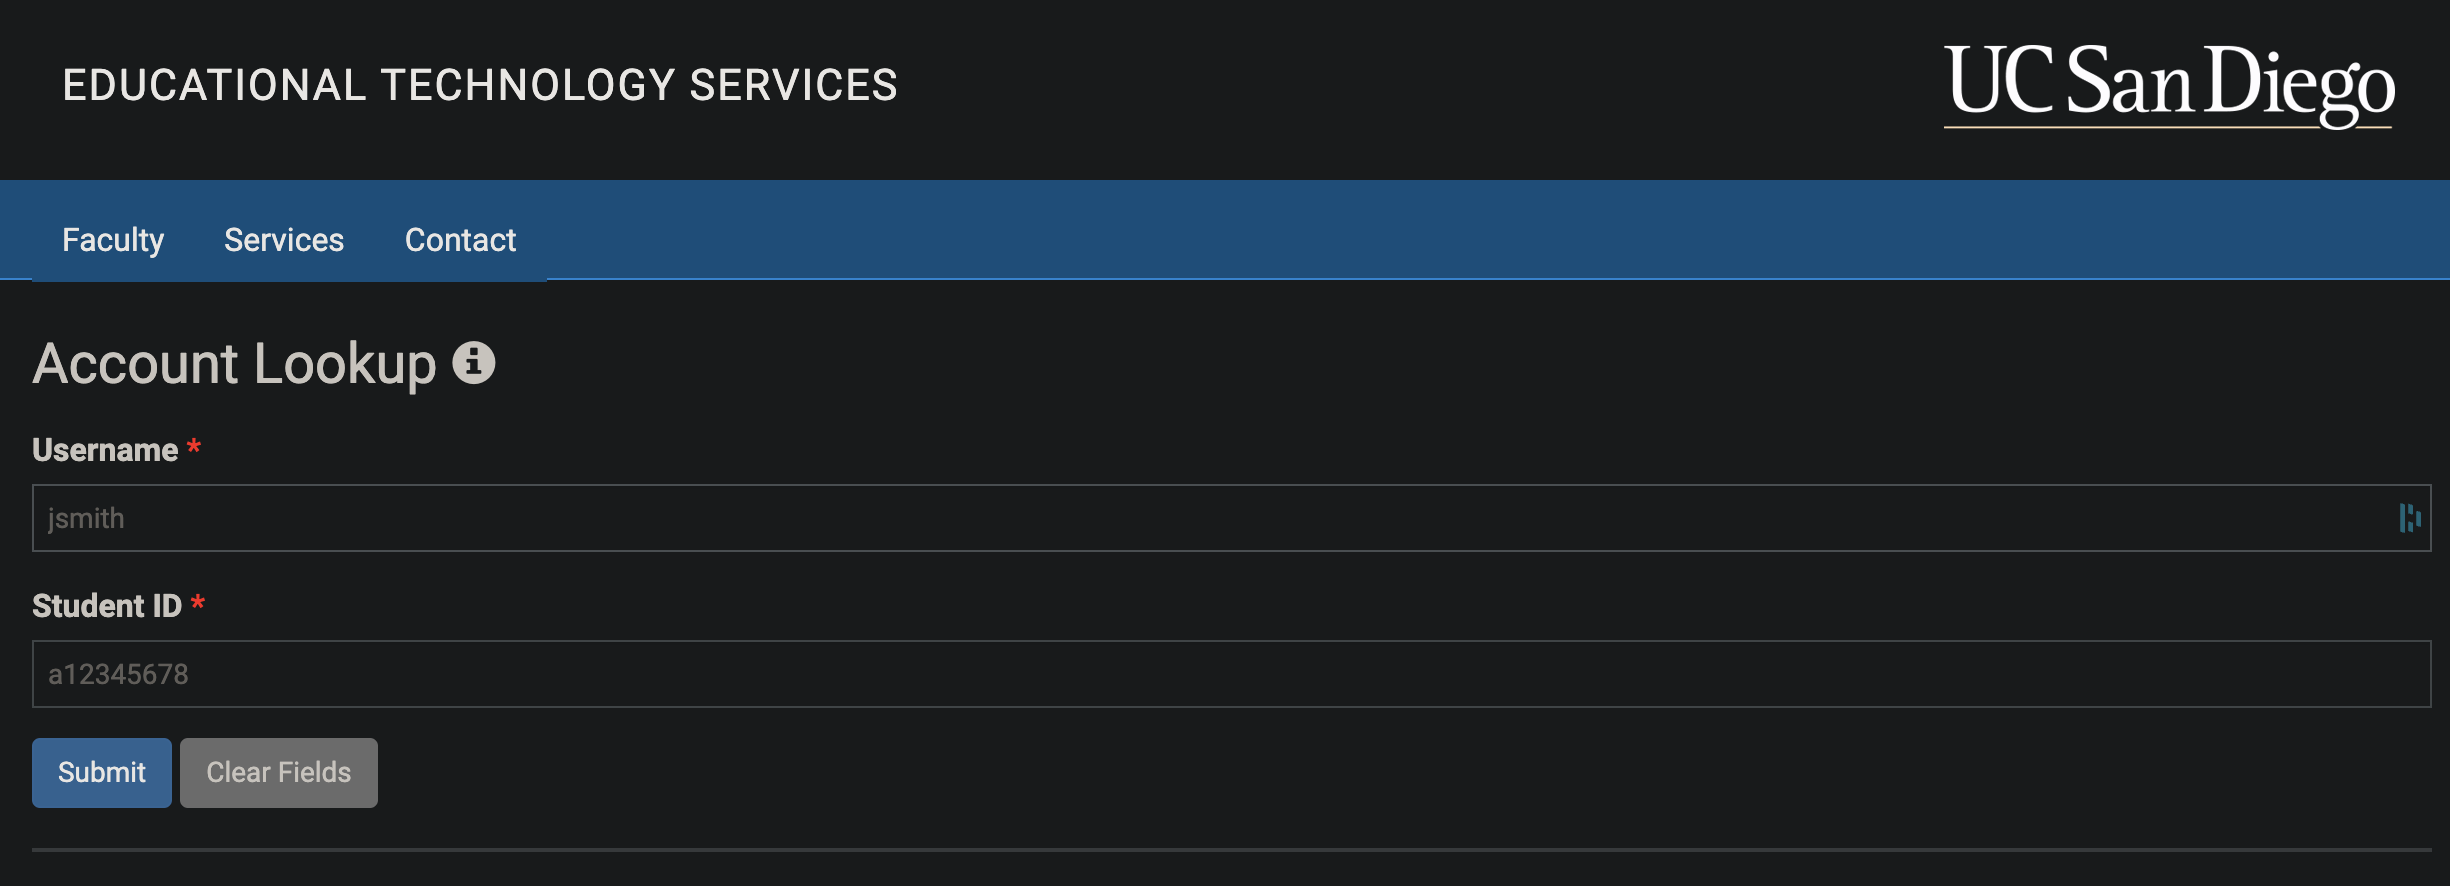 EDUCATIONAL TECHNOLOGY SERVICES
UC San Diego
Faculty Services Contact
Account Lookup
Username *
jsmith
Student ID *
a12345678
Submit Clear Fields